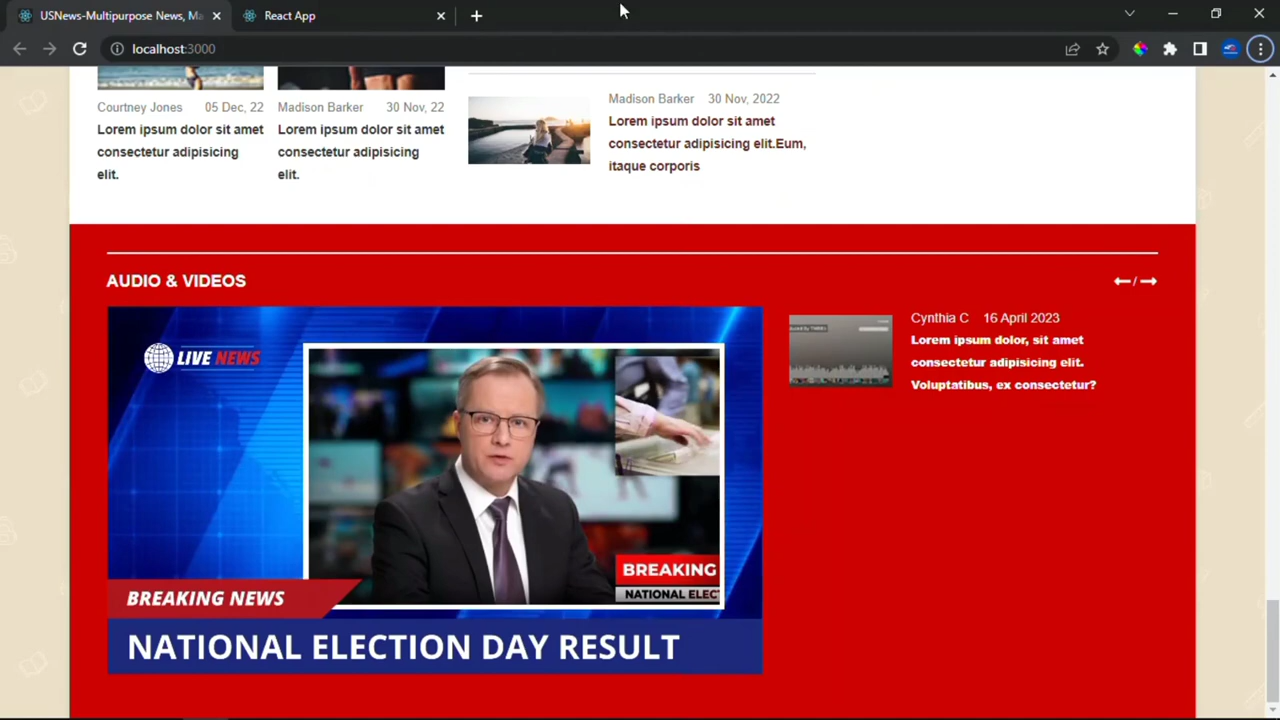 USNews-Multipurpose News, Ma
React App
localhost:3000
Courtney Jones 05 Dec, 22
Lorem ipsum dolor sit amet
consectetur adipisicing
elit.
Madison Barker 30 Nov, 22
Lorem ipsum dolor sit amet
consectetur adipisicing
elit.
Madison Barker 30 Nov, 2022
Lorem ipsum dolor sit amet
consectetur adipisicing elit.Eum,
itaque corporis
AUDIO & VIDEOS
/
LIVE NEWS
BREAKING
NATIONAL ELEC
BREAKING NEWS
NATIONAL ELECTION DAY RESULT
Cynthia C 16 April 2023
Lorem ipsum dolor, sit amet
consectetur adipisicing elit.
Voluptatibus, ex consectetur?